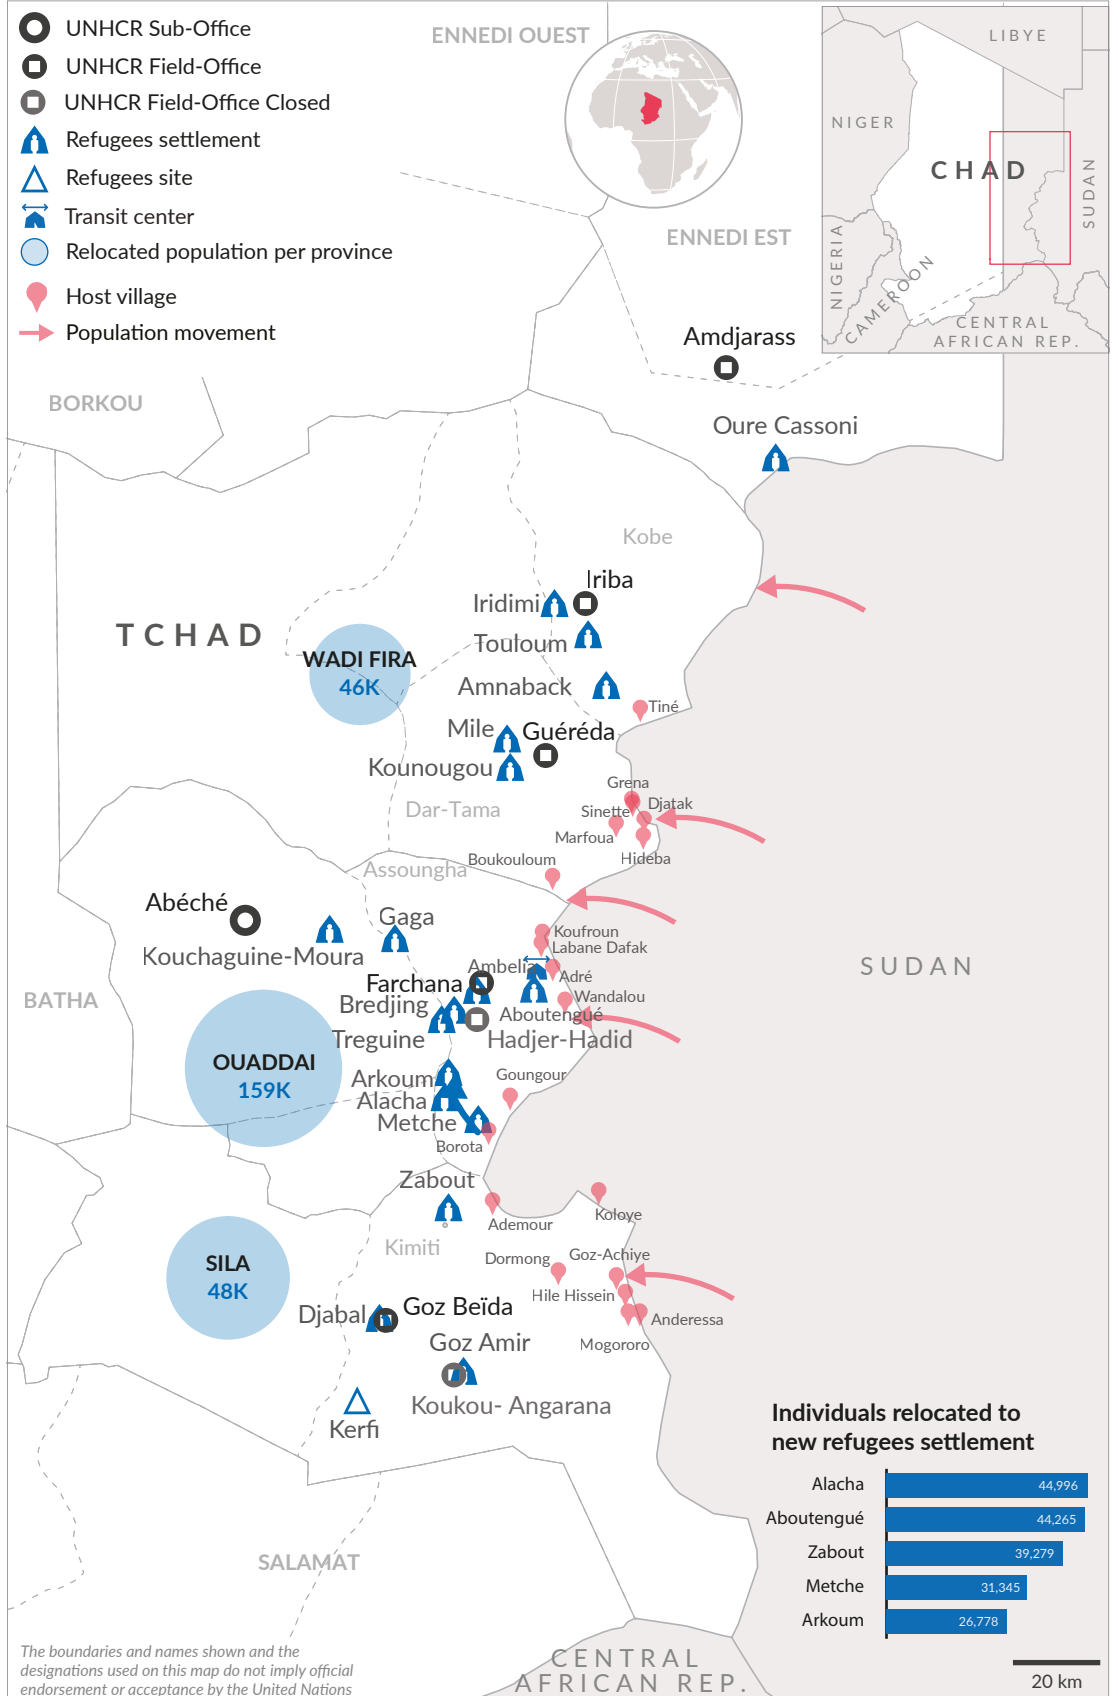 UNHCR Sub-Office
UNHCR Field-Office
UNHCR Field-Office Closed
Refugees settlement
Refugees site
Transit center
Relocated population per province
Host village
Population movement
ENNEDI OUEST
LIBYE
NIGER
CHAD
SUDAN
NIGERIA
CAMEROON
CENTRAL
AFRICAN REP.
ENNEDI EST
Amdjarass
BORKOU
Oure Cassoni
Kobe
Iriba
Iridimi
TCHAD
Touloum
WADI FIRA
46K
Amnaback
Tiné
Mile
Guéréda
Kounougou
Grena
Dar-Tama
Sinette
Djatak
Marfoua
Hideba
Boukouloum
Assoungha
Abéché
Gaga
Koufroun
Labane Dafak
Kouchaguine-Moura
Ambelia
SUDAN
Adré
Farchana
BATHA
Bredjing
Wandalou
Aboutengué
Treguine
Hadjer-Hadid
OUADDAI
159K
Arkoum
Goungour
Alacha
Metche
Borota
Zabout
Ademour
Koloye
Kimiti
Dormong
Goz-Achiye
SILA
48K
Hile Hissein
Djabal
Goz Beïda
Anderessa
Goz Amir
Mogororo
Koukou- Angarana
Kerfi
Individuals relocated to
new refugees settlement
Alacha 44,996
Aboutengué 44,265
Zabout 39,279
Metche 31,345
Arkoum 26,778
SALAMAT
The boundaries and names shown and the
designations used on this map do not imply official
endorsement or acceptance by the United Nations
CENTRAL
AFRICAN REP.
20 km